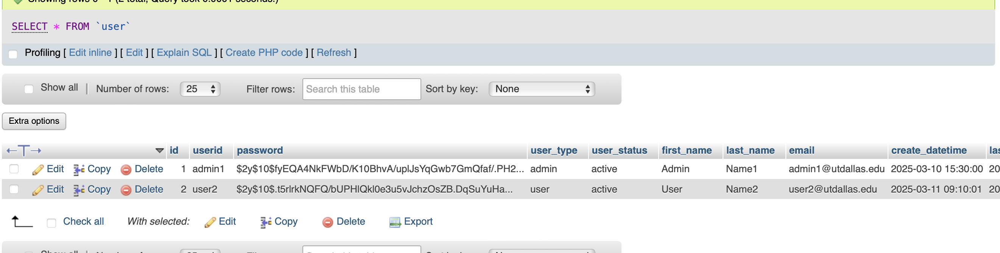 Showing rows 0 - 1 (2 total, Query took 0.0001 seconds.)
SELECT * FROM `user`
Profiling [ Edit inline ] [ Edit ] [ Explain SQL ] [ Create PHP code ] [ Refresh ]
Show all | Number of rows: 25 Filter rows: Search this table Sort by key: None
Extra options
←T→ id userid password user_type user_status first_name last_name email create_datetime las
Edit Copy Delete 1 admin1 $2y$10$fyEQA4NkFWbD/K10BhvA/uplJsYqGwb7GmQfaf/.PH2... admin active Admin Name1 admin1@utdallas.edu 2025-03-10 15:30:00 20
Edit Copy Delete 2 user2 $2y$10$.t5rlrkNQFQ/bUPHlQkl0e3u5vJchzOsZB.DqSuYuHa... user active User Name2 user2@utdallas.edu 2025-03-11 09:10:01 20
Check all With selected: Edit Copy Delete Export
Show all